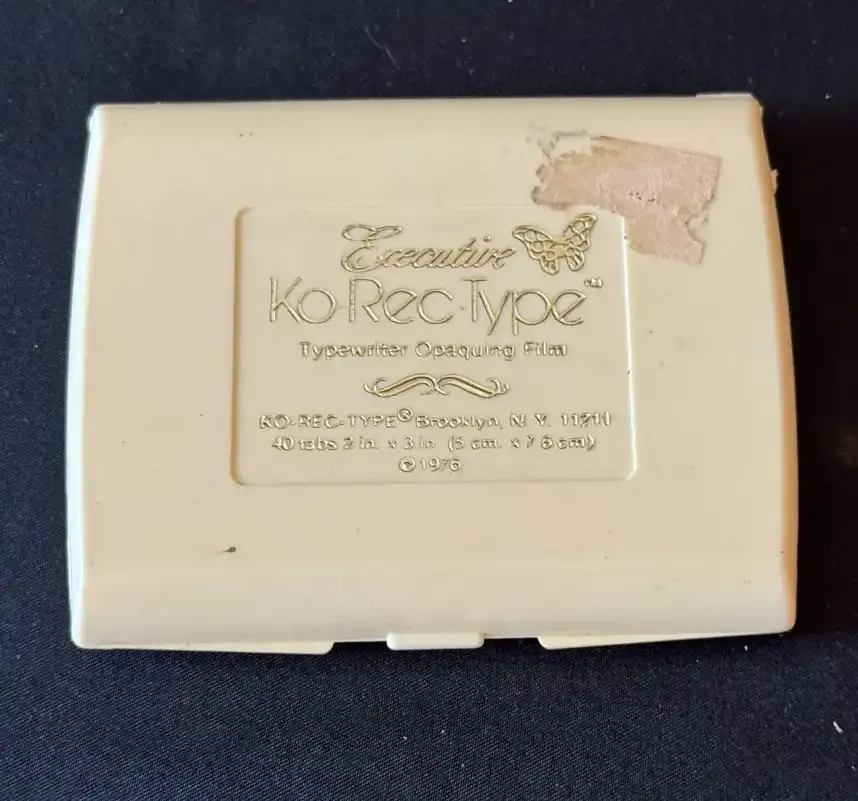 Executive
Ko-Rec-Type™
Typewriter Opaquing Film
KO-REC-TYPE® Brooklyn, N. Y. 11211
40 tabs 2 in. x 3 in. (5 cm. x 7.6 cm)
© 1976